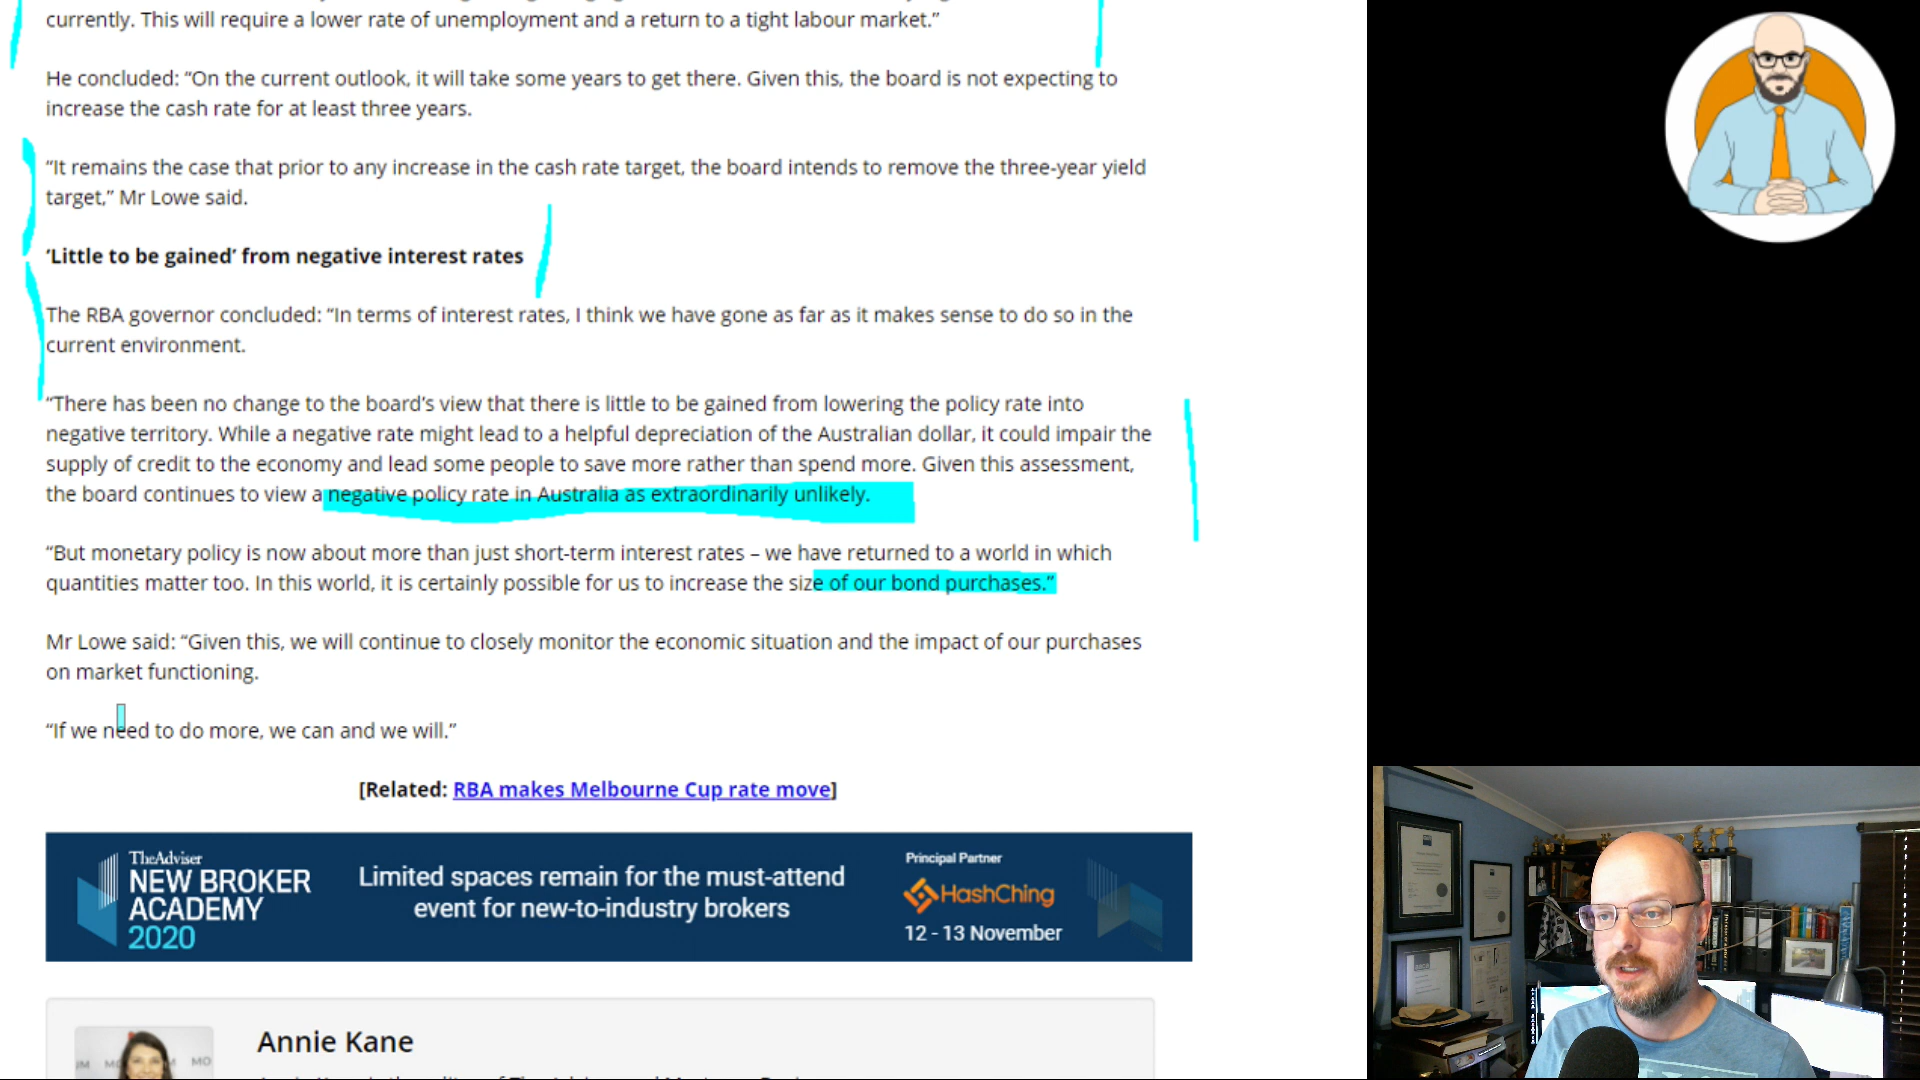 currently. This will require a lower rate of unemployment and a return to a tight labour market.”
He concluded: “On the current outlook, it will take some years to get there. Given this, the board is not expecting to
increase the cash rate for at least three years.
“It remains the case that prior to any increase in the cash rate target, the board intends to remove the three-year yield
target,” Mr Lowe said.
‘Little to be gained’ from negative interest rates
The RBA governor concluded: “In terms of interest rates, I think we have gone as far as it makes sense to do so in the
current environment.
“There has been no change to the board’s view that there is little to be gained from lowering the policy rate into
negative territory. While a negative rate might lead to a helpful depreciation of the Australian dollar, it could impair the
supply of credit to the economy and lead some people to save more rather than spend more. Given this assessment,
the board continues to view a negative policy rate in Australia as extraordinarily unlikely.
“But monetary policy is now about more than just short-term interest rates – we have returned to a world in which
quantities matter too. In this world, it is certainly possible for us to increase the size of our bond purchases.”
Mr Lowe said: “Given this, we will continue to closely monitor the economic situation and the impact of our purchases
on market functioning.
“If we need to do more, we can and we will.”
[Related: RBA makes Melbourne Cup rate move]
TheAdviser
NEW BROKER
ACADEMY
2020
Limited spaces remain for the must-attend
event for new-to-industry brokers
Principal Partner
HashChing
12 - 13 November
Annie Kane